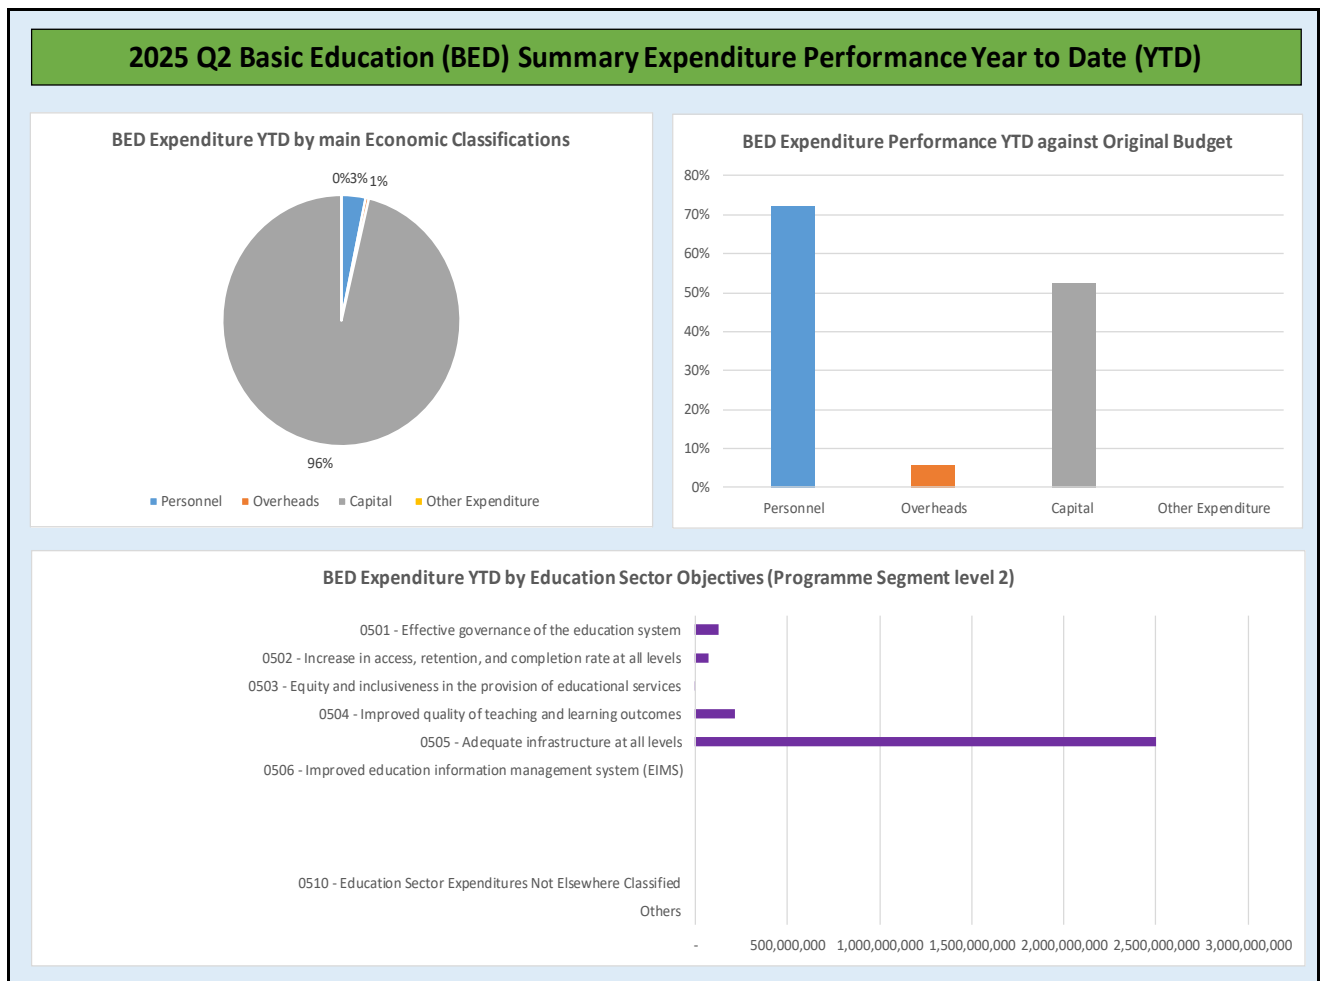 2025 Q2 Basic Education (BED) Summary Expenditure Performance Year to Date (YTD)
BED Expenditure YTD by main Economic Classifications
0% 3% 1%
96%
Personnel Overheads Capital Other Expenditure
BED Expenditure Performance YTD against Original Budget
80%
70%
60%
50%
40%
30%
20%
10%
0%
Personnel Overheads Capital Other Expenditure
BED Expenditure YTD by Education Sector Objectives (Programme Segment level 2)
0501 - Effective governance of the education system
0502 - Increase in access, retention, and completion rate at all levels
0503 - Equity and inclusiveness in the provision of educational services
0504 - Improved quality of teaching and learning outcomes
0505 - Adequate infrastructure at all levels
0506 - Improved education information management system (EIMS)
0510 - Education Sector Expenditures Not Elsewhere Classified
Others
- 500,000,000 1,000,000,000 1,500,000,000 2,000,000,000 2,500,000,000 3,000,000,000